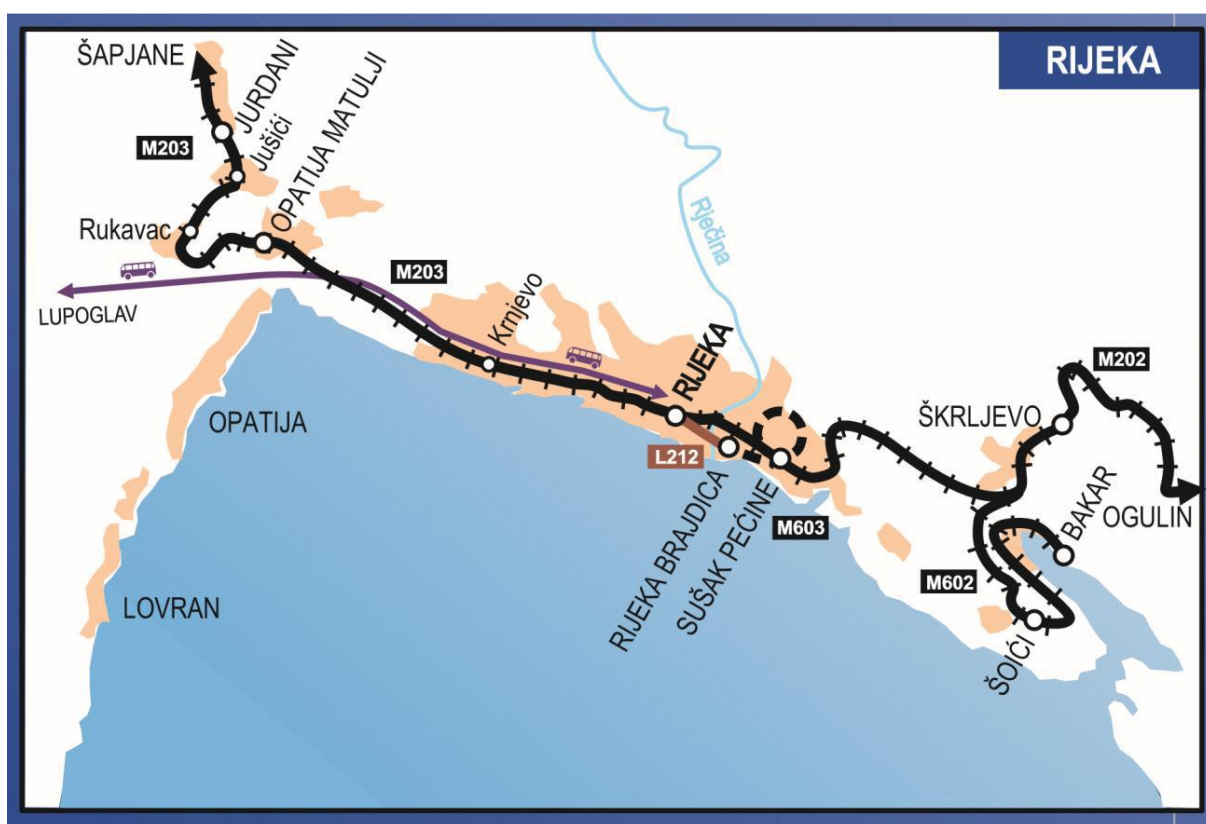 RIJEKA
ŠAPJANE
JURDANI
M203
Jušići
OPATIJA MATULJI
Rukavac
LUPOGLAV
M203
Krnjevo
Rječina
RIJEKA
M202
ŠKRLJEVO
OPATIJA
L212
BAKAR
OGULIN
RIJEKA BRAJDICA
SUŠAK PEĆINE
M603
M602
LOVRAN
ŠOIĆI